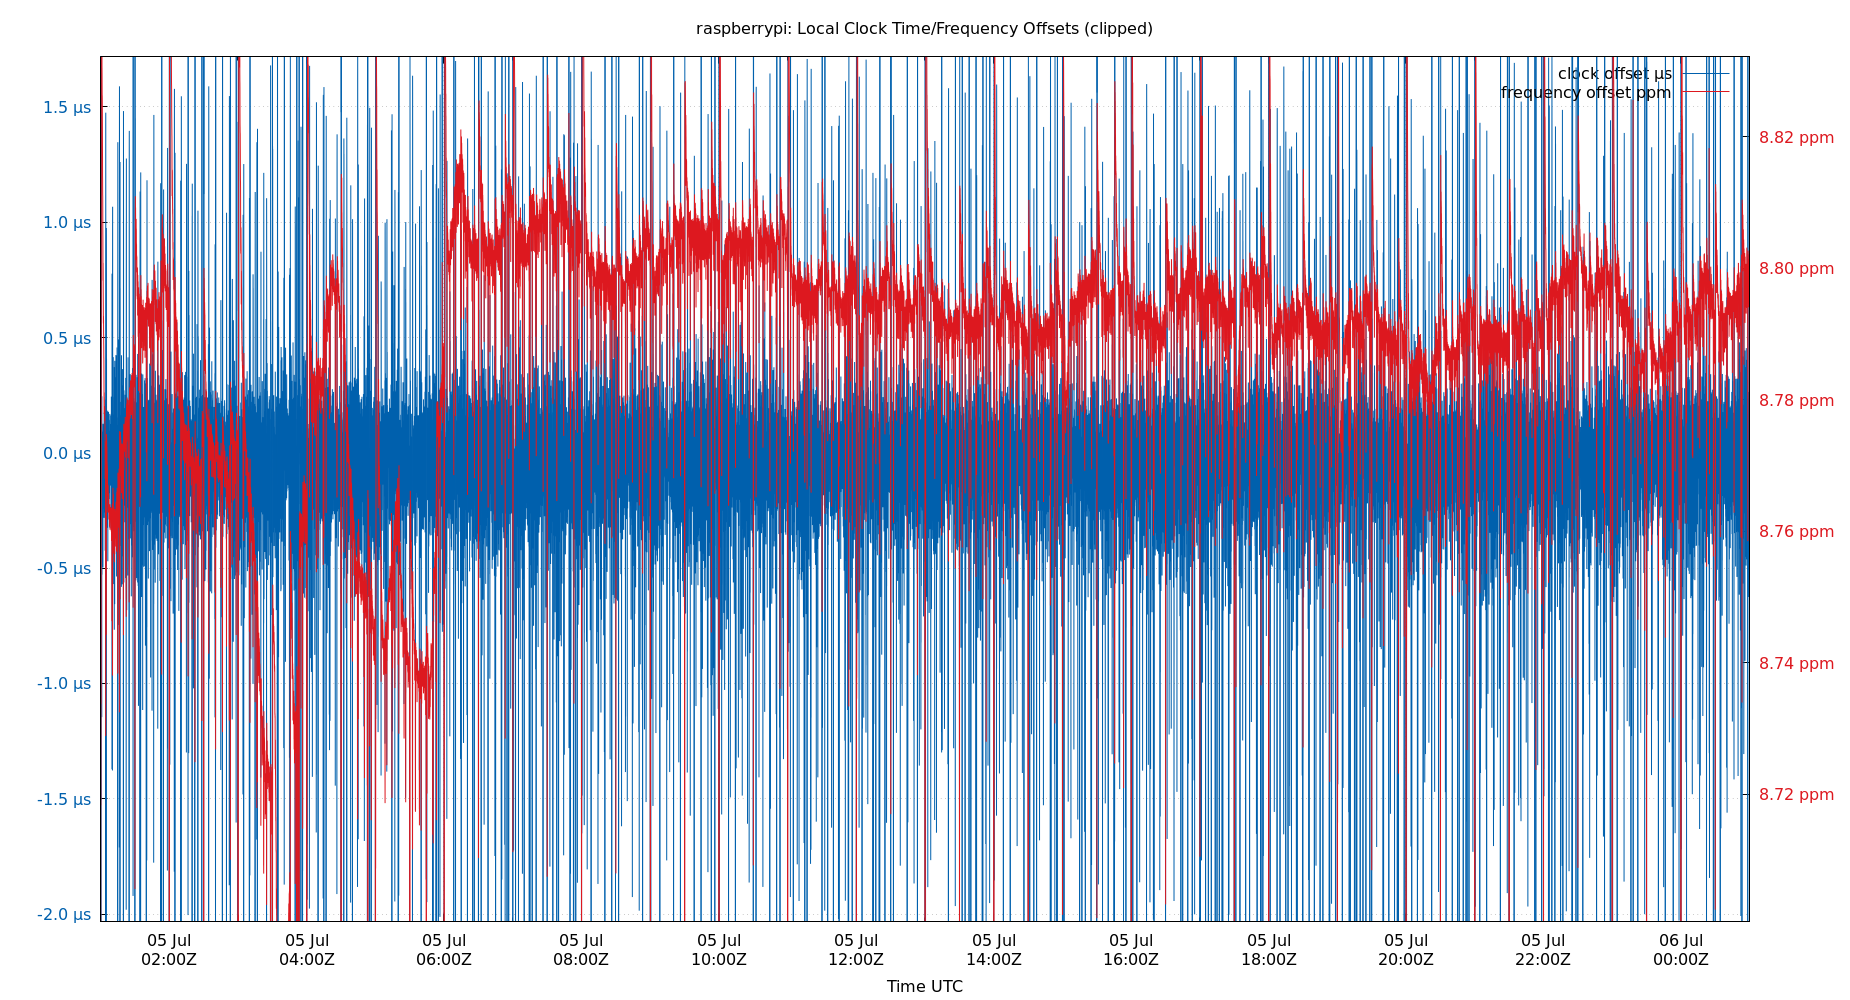 raspberrypi: Local Clock Time/Frequency Offsets (clipped)
clock offset µs
frequency offset ppm
1.5 µs
1.0 µs
0.5 µs
0.0 µs
-0.5 µs
-1.0 µs
-1.5 µs
-2.0 µs
8.82 ppm
8.80 ppm
8.78 ppm
8.76 ppm
8.74 ppm
8.72 ppm
05 Jul 05 Jul 05 Jul 05 Jul 05 Jul 05 Jul 05 Jul 05 Jul 05 Jul 05 Jul 05 Jul 06 Jul
02:00Z 04:00Z 06:00Z 08:00Z 10:00Z 12:00Z 14:00Z 16:00Z 18:00Z 20:00Z 22:00Z 00:00Z
Time UTC